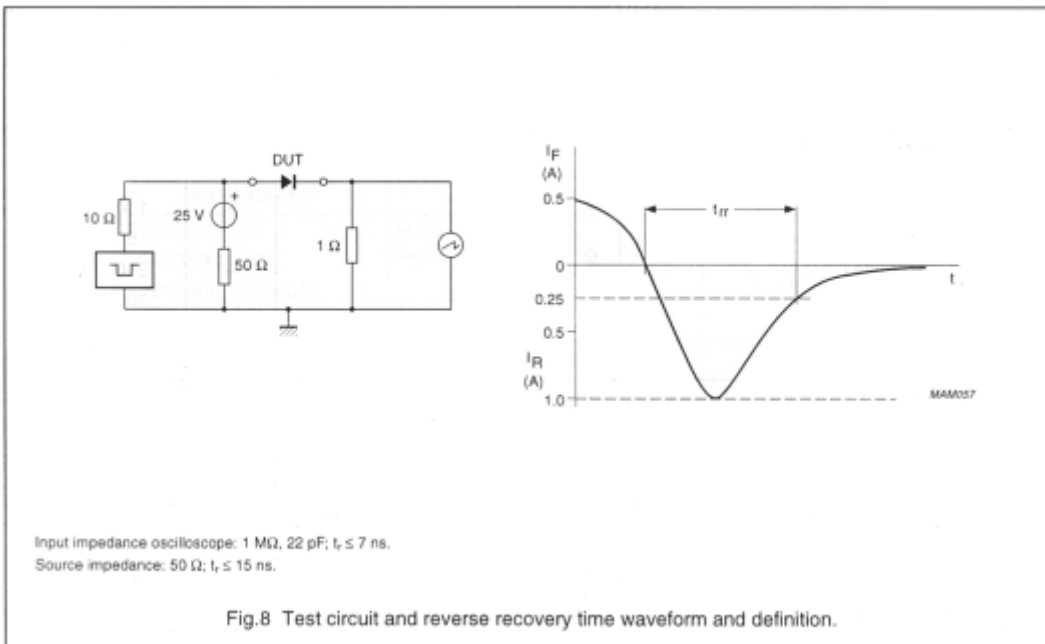 DUT
+
10 Ω
25 V
50 Ω
1 Ω
I_F
(A)
0.5
t_rr
0
t
0.25
0.5
I_R
(A)
1.0
MAM057
Input impedance oscilloscope: 1 MΩ, 22 pF; t_r ≤ 7 ns.
Source impedance: 50 Ω; t_r ≤ 15 ns.
Fig.8 Test circuit and reverse recovery time waveform and definition.